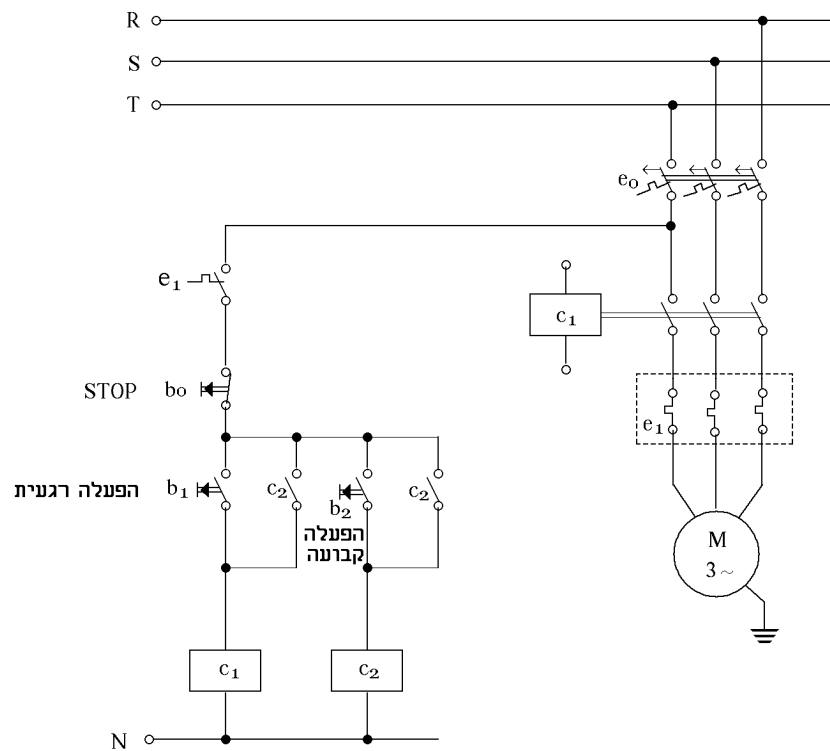 R
S
T
e₀
e₁
c₁
STOP b₀
e₁
הפעלה רגעית b₁
c₂
b₂
c₂
הפעלה
קבועה
M
3~
c₁
c₂
N